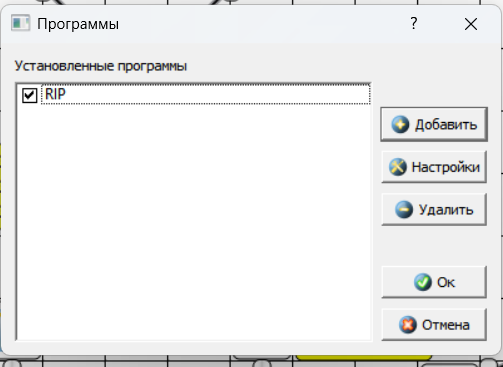 Программы
?
Установленные программы
RIP
Добавить
Настройки
Удалить
Ок
Отмена